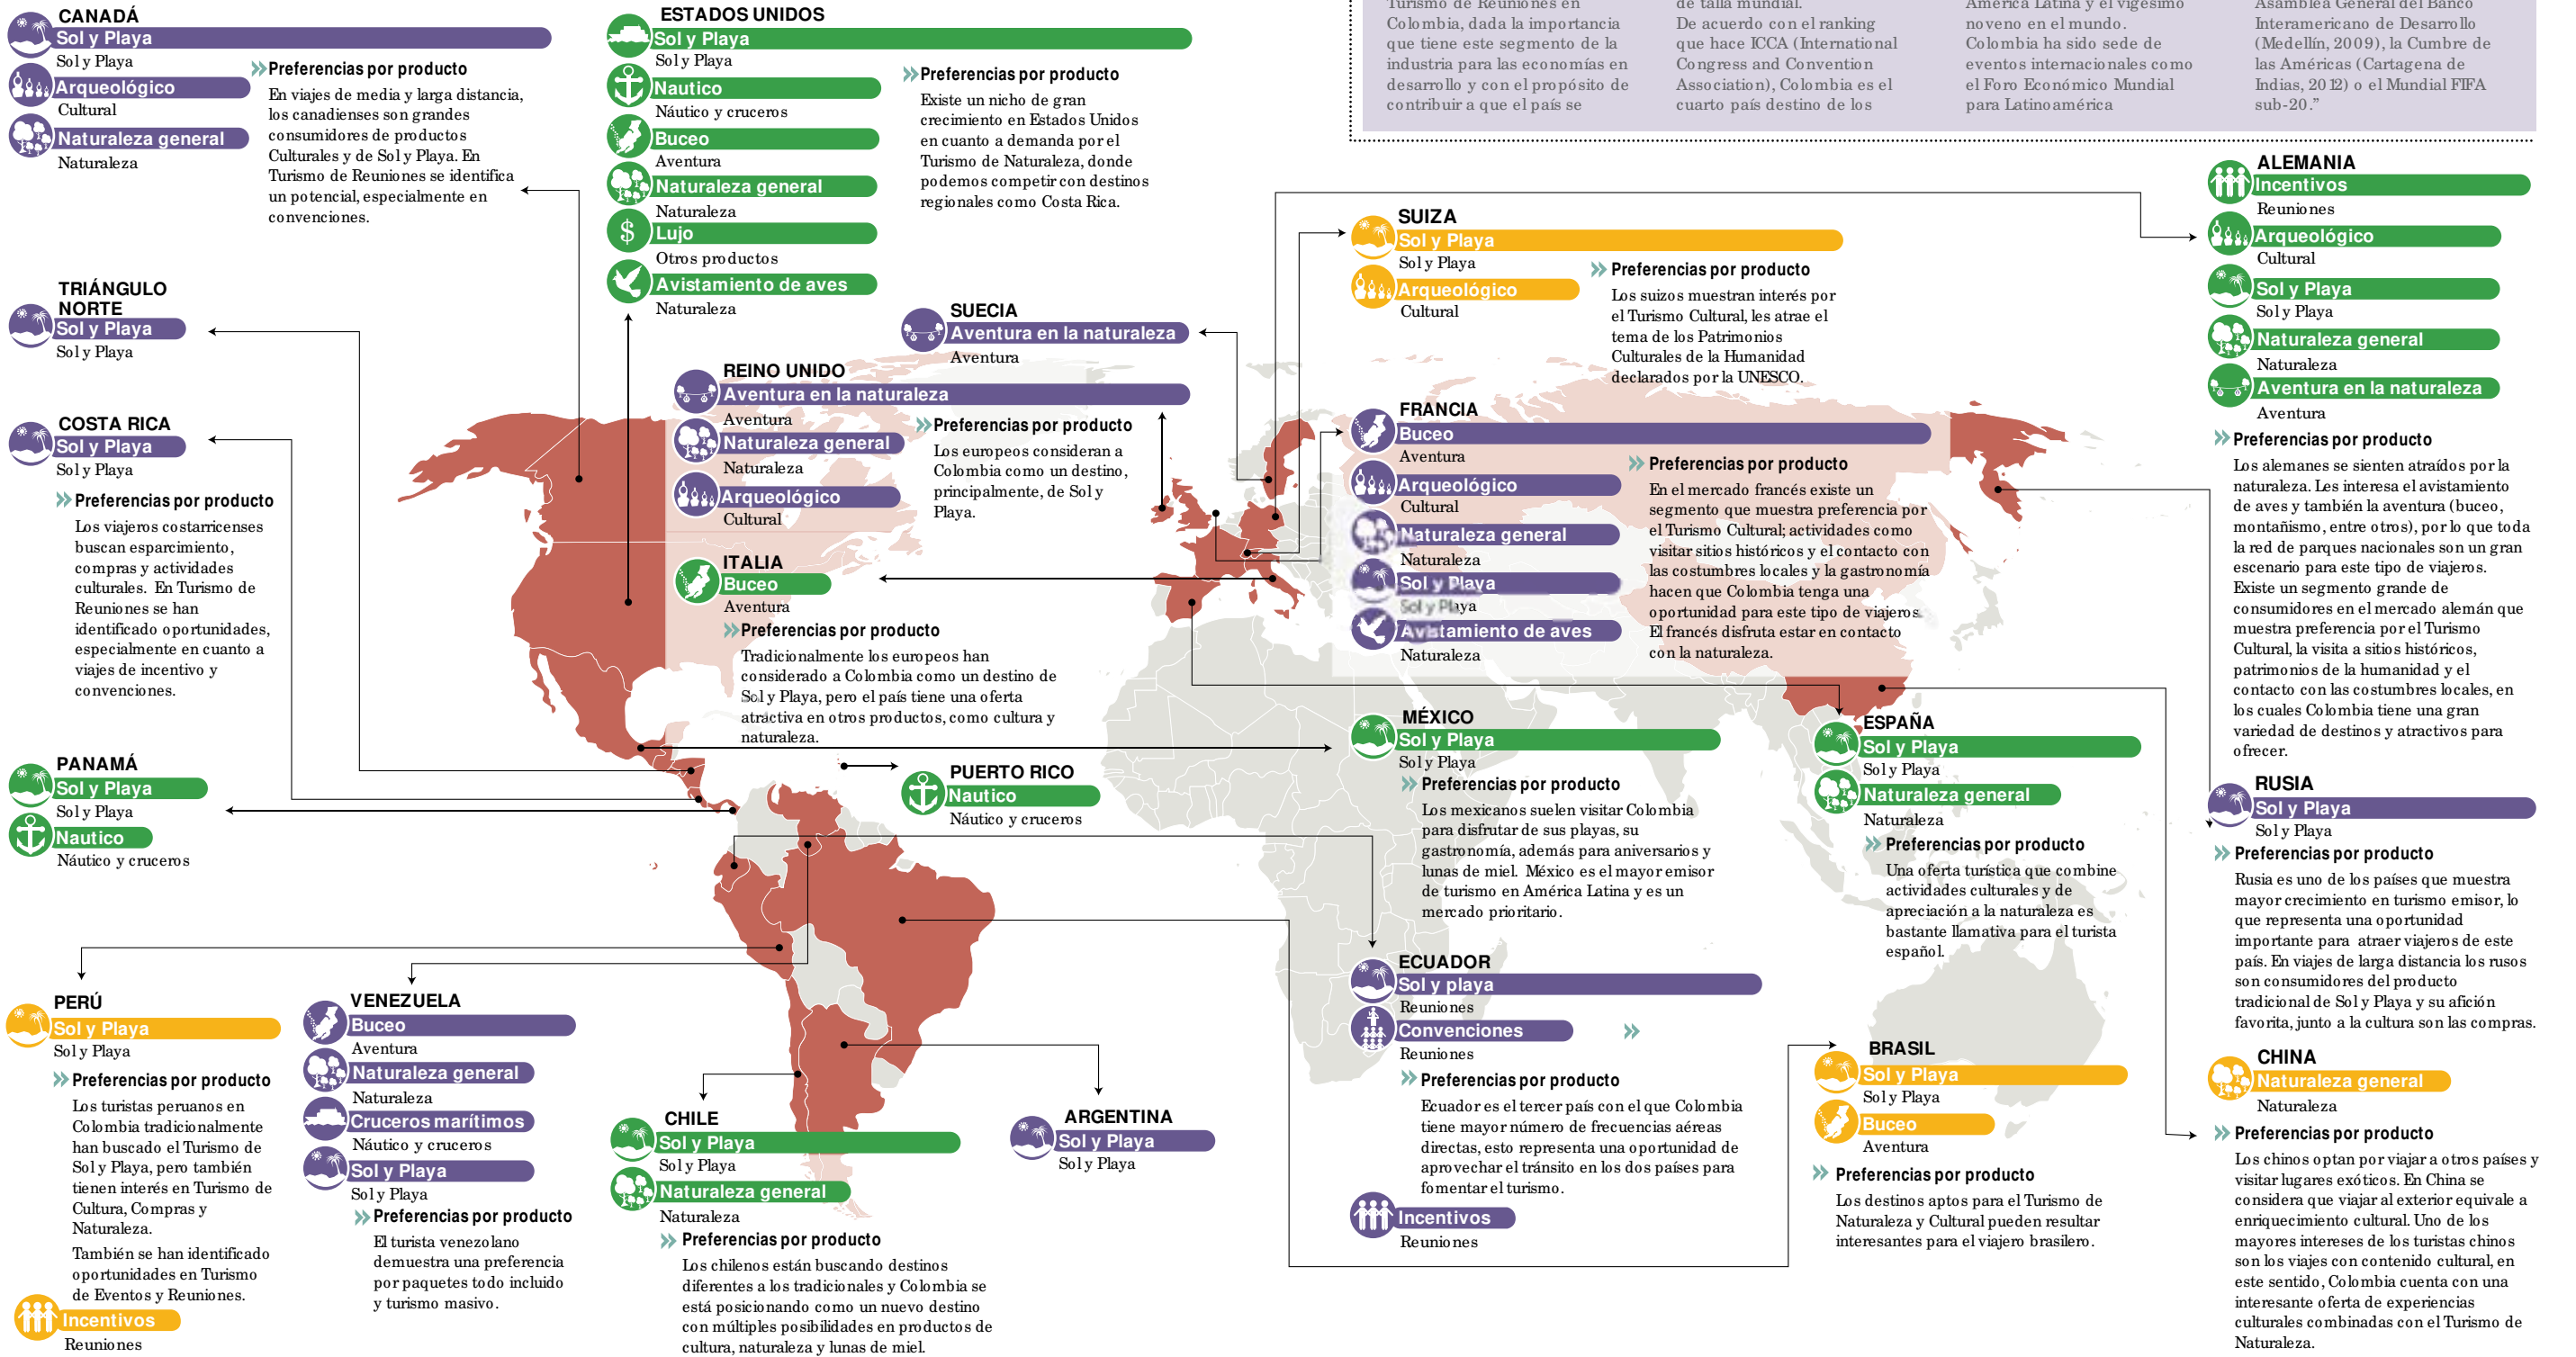 CANADÁ
Sol y Playa
Sol y Playa
Arqueológico
Cultural
Naturaleza general
Naturaleza
Preferencias por producto
En viajes de media y larga distancia,
los canadienses son grandes
consumidores de productos
Culturales y de Sol y Playa. En
Turismo de Reuniones se identifica
un potencial, especialmente en
convenciones.
ESTADOS UNIDOS
Sol y Playa
Sol y Playa
Nautico
Náutico y cruceros
Buceo
Aventura
Naturaleza general
Naturaleza
$ Lujo
Otros productos
Avistamiento de aves
Naturaleza
Preferencias por producto
Existe un nicho de gran
crecimiento en Estados Unidos
en cuanto a demanda por el
Turismo de Naturaleza, donde
podemos competir con destinos
regionales como Costa Rica.
Turismo de Reuniones en
Colombia, dada la importancia
que tiene este segmento de la
industria para las economías en
desarrollo y con el propósito de
contribuir a que el país se
de talla mundial.
De acuerdo con el ranking
que hace ICCA (International
Congress and Convention
Association), Colombia es el
cuarto país destino de los
América Latina y el vigésimo
noveno en el mundo.
Colombia ha sido sede de
eventos internacionales como
el Foro Económico Mundial
para Latinoamérica
Asamblea General del Banco
Interamericano de Desarrollo
(Medellín, 2009), la Cumbre de
las Américas (Cartagena de
Indias, 2012) o el Mundial FIFA
sub-20.”
TRIÁNGULO
NORTE
Sol y Playa
Sol y Playa
COSTA RICA
Sol y Playa
Sol y Playa
Preferencias por producto
Los viajeros costarricenses
buscan esparcimiento,
compras y actividades
culturales. En Turismo de
Reuniones se han
identificado oportunidades,
especialmente en cuanto a
viajes de incentivo y
convenciones.
PANAMÁ
Sol y Playa
Sol y Playa
Nautico
Náutico y cruceros
SUECIA
Aventura en la naturaleza
Aventura
REINO UNIDO
Aventura en la naturaleza
Aventura
Naturaleza general
Naturaleza
Arqueológico
Cultural
Preferencias por producto
Los europeos consideran a
Colombia como un destino,
principalmente, de Sol y
Playa.
ITALIA
Buceo
Aventura
Preferencias por producto
Tradicionalmente los europeos han
considerado a Colombia como un destino de
Sol y Playa, pero el país tiene una oferta
atractiva en otros productos, como cultura y
naturaleza.
PUERTO RICO
Nautico
Náutico y cruceros
SUIZA
Sol y Playa
Sol y Playa
Arqueológico
Cultural
Preferencias por producto
Los suizos muestran interés por
el Turismo Cultural, les atrae el
tema de los Patrimonios
Culturales de la Humanidad
declarados por la UNESCO.
FRANCIA
Buceo
Aventura
Arqueológico
Cultural
Naturaleza general
Naturaleza
Sol y Playa
Sol y Playa
Avistamiento de aves
Naturaleza
Preferencias por producto
En el mercado francés existe un
segmento que muestra preferencia por
el Turismo Cultural; actividades como
visitar sitios históricos y el contacto con
las costumbres locales y la gastronomía
hacen que Colombia tenga una
oportunidad para este tipo de viajeros.
El francés disfruta estar en contacto
con la naturaleza.
ALEMANIA
Incentivos
Reuniones
Arqueológico
Cultural
Sol y Playa
Sol y Playa
Naturaleza general
Naturaleza
Aventura en la naturaleza
Aventura
Preferencias por producto
Los alemanes se sienten atraídos por la
naturaleza. Les interesa el avistamiento
de aves y también la aventura (buceo,
montañismo, entre otros), por lo que toda
la red de parques nacionales son un gran
escenario para este tipo de viajeros.
Existe un segmento grande de
consumidores en el mercado alemán que
muestra preferencia por el Turismo
Cultural, la visita a sitios históricos,
patrimonios de la humanidad y el
contacto con las costumbres locales, en
los cuales Colombia tiene una gran
variedad de destinos y atractivos para
ofrecer.
MÉXICO
Sol y Playa
Sol y Playa
Preferencias por producto
Los mexicanos suelen visitar Colombia
para disfrutar de sus playas, su
gastronomía, además para aniversarios y
lunas de miel. México es el mayor emisor
de turismo en América Latina y es un
mercado prioritario.
ESPAÑA
Sol y Playa
Sol y Playa
Naturaleza general
Naturaleza
Preferencias por producto
Una oferta turística que combine
actividades culturales y de
apreciación a la naturaleza es
bastante llamativa para el turista
español.
RUSIA
Sol y Playa
Sol y Playa
Preferencias por producto
Rusia es uno de los países que muestra
mayor crecimiento en turismo emisor, lo
que representa una oportunidad
importante para atraer viajeros de este
país. En viajes de larga distancia los rusos
son consumidores del producto
tradicional de Sol y Playa y su afición
favorita, junto a la cultura son las compras.
PERÚ
Sol y Playa
Sol y Playa
Preferencias por producto
Los turistas peruanos en
Colombia tradicionalmente
han buscado el Turismo de
Sol y Playa, pero también
tienen interés en Turismo de
Cultura, Compras y
Naturaleza.
También se han identificado
oportunidades en Turismo
de Eventos y Reuniones.
Incentivos
Reuniones
VENEZUELA
Buceo
Aventura
Naturaleza general
Naturaleza
Cruceros marítimos
Náutico y cruceros
Sol y Playa
Sol y Playa
Preferencias por producto
El turista venezolano
demuestra una preferencia
por paquetes todo incluido
y turismo masivo.
CHILE
Sol y Playa
Sol y Playa
Naturaleza general
Naturaleza
Preferencias por producto
Los chilenos están buscando destinos
diferentes a los tradicionales y Colombia se
está posicionando como un nuevo destino
con múltiples posibilidades en productos de
cultura, naturaleza y lunas de miel.
ARGENTINA
Sol y Playa
Sol y Playa
ECUADOR
Sol y playa
Reuniones
Convenciones
Reuniones
Preferencias por producto
Ecuador es el tercer país con el que Colombia
tiene mayor número de frecuencias aéreas
directas, esto representa una oportunidad de
aprovechar el tránsito en los dos países para
fomentar el turismo.
Incentivos
Reuniones
BRASIL
Sol y Playa
Sol y Playa
Buceo
Aventura
Preferencias por producto
Los destinos aptos para el Turismo de
Naturaleza y Cultural pueden resultar
interesantes para el viajero brasilero.
CHINA
Naturaleza general
Naturaleza
Preferencias por producto
Los chinos optan por viajar a otros países y
visitar lugares exóticos. En China se
considera que viajar al exterior equivale a
enriquecimiento cultural. Uno de los
mayores intereses de los turistas chinos
son los viajes con contenido cultural, en
este sentido, Colombia cuenta con una
interesante oferta de experiencias
culturales combinadas con el Turismo de
Naturaleza.